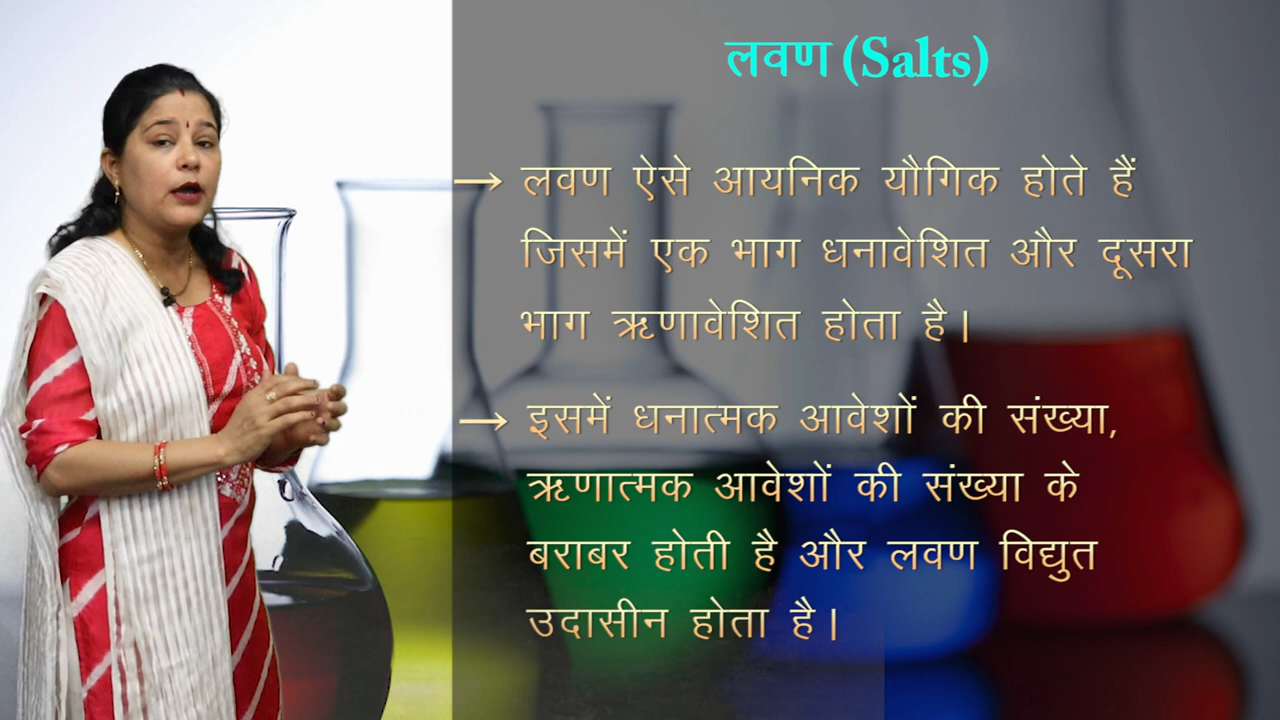 लवण (Salts)
→ लवण ऐसे आयनिक यौगिक होते हैं
जिसमें एक भाग धनावेशित और दूसरा
भाग ऋणावेशित होता है।
→ इसमें धनात्मक आवेशों की संख्या,
ऋणात्मक आवेशों की संख्या के
बराबर होती है और लवण विद्युत
उदासीन होता है।